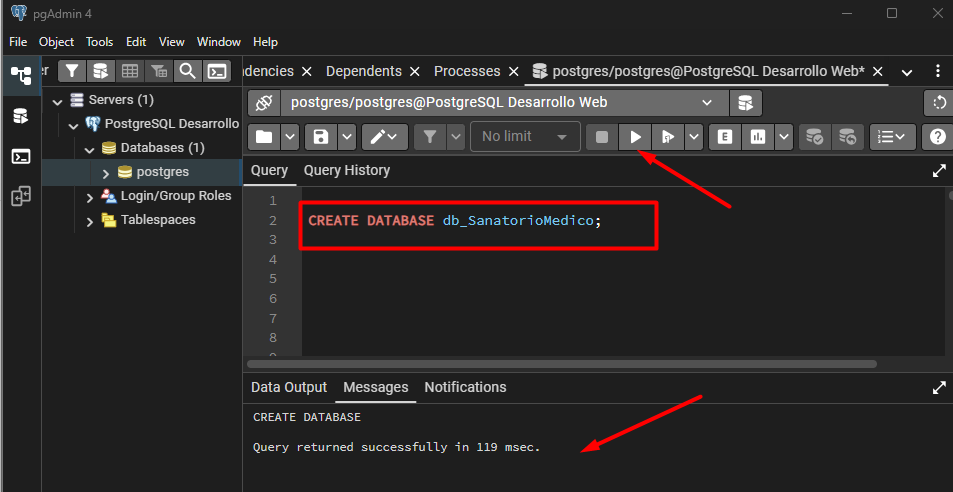 pgAdmin 4
File Object Tools Edit View Window Help
er
ndencies Dependents Processes postgres/postgres@PostgreSQL Desarrollo Web*
Servers (1)
PostgreSQL Desarrollo
Databases (1)
postgres
Login/Group Roles
Tablespaces
postgres/postgres@PostgreSQL Desarrollo Web
No limit
E
Query Query History
1
2 CREATE DATABASE db_SanatorioMedico;
3
4
5
6
7
8
Data Output Messages Notifications
CREATE DATABASE
Query returned successfully in 119 msec.